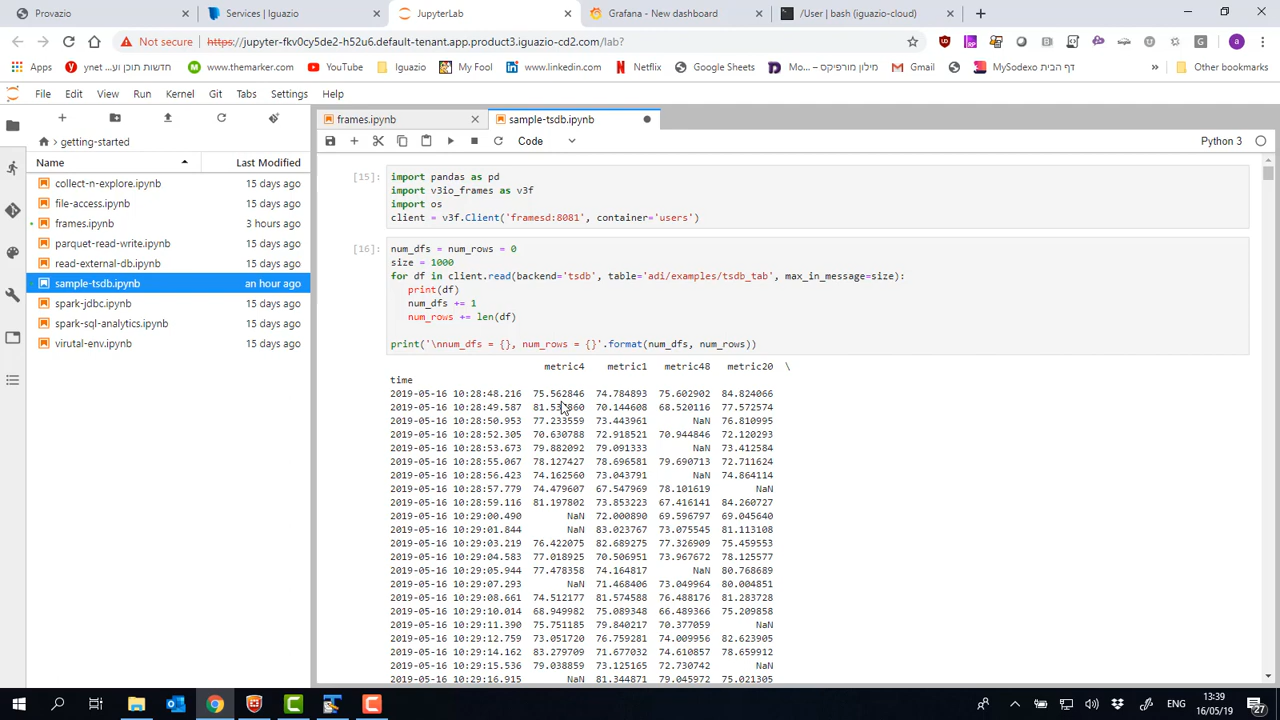 Provazio
Services | Iguazio
JupyterLab
Grafana - New dashboard
/User | bash (iguazio-cloud)
Not secure
https://jupyter-fkv0cy5de2-h52u6.default-tenant.app.product3.iguazio-cd2.com/lab?
Apps
ynet חדשות תוכן וע...
www.themarker.com
YouTube
Iguazio
My Fool
www.linkedin.com
Netflix
Google Sheets
Mo... – מילון מורפיקס
Gmail
MySodexo דף הבית
»
Other bookmarks
File
Edit
View
Run
Kernel
Git
Tabs
Settings
Help
getting-started
Name
Last Modified
collect-n-explore.ipynb 15 days ago
file-access.ipynb 15 days ago
frames.ipynb 3 hours ago
parquet-read-write.ipynb 15 days ago
read-external-db.ipynb 15 days ago
sample-tsdb.ipynb an hour ago
spark-jdbc.ipynb 15 days ago
spark-sql-analytics.ipynb 15 days ago
virutal-env.ipynb 15 days ago
frames.ipynb
sample-tsdb.ipynb
Code
Python 3
[15]: import pandas as pd
import v3io_frames as v3f
import os
client = v3f.Client('framesd:8081', container='users')
[16]: num_dfs = num_rows = 0
size = 1000
for df in client.read(backend='tsdb', table='adi/examples/tsdb_tab', max_in_message=size):
print(df)
num_dfs += 1
num_rows += len(df)
print('\nnum_dfs = {}, num_rows = {}'.format(num_dfs, num_rows))
metric4 metric1 metric48 metric20 \
time
2019-05-16 10:28:48.216 75.562846 74.784893 75.602902 84.824066
2019-05-16 10:28:49.587 70.144608 68.520116 77.572574
2019-05-16 10:28:50.953 77.233559 73.443961 NaN 76.810995
2019-05-16 10:28:52.305 70.630788 72.918521 70.944846 72.120293
2019-05-16 10:28:53.673 79.882092 79.091333 NaN 73.412584
2019-05-16 10:28:55.067 78.127427 78.696581 79.690713 72.711624
2019-05-16 10:28:56.423 74.162560 73.043791 NaN 74.864114
2019-05-16 10:28:57.779 74.479607 67.547969 78.101619 NaN
2019-05-16 10:28:59.116 81.197802 73.853223 67.416141 84.260727
2019-05-16 10:29:00.490 NaN 72.000890 69.596797 69.045640
2019-05-16 10:29:01.844 NaN 83.023767 73.075545 81.113108
2019-05-16 10:29:03.219 76.422075 82.689275 77.326909 75.459553
2019-05-16 10:29:04.583 77.018925 70.506951 73.967672 78.125577
2019-05-16 10:29:05.944 77.478358 74.164817 NaN 80.768689
2019-05-16 10:29:07.293 NaN 71.468406 73.049964 80.004851
2019-05-16 10:29:08.661 74.512177 81.574588 76.488176 81.283728
2019-05-16 10:29:10.014 68.949982 75.089348 66.489366 75.209858
2019-05-16 10:29:11.390 75.751185 79.840217 70.377059 NaN
2019-05-16 10:29:12.759 73.051720 76.759281 74.009956 82.623905
2019-05-16 10:29:14.162 83.279709 71.677032 74.610857 78.659912
2019-05-16 10:29:15.536 79.038859 73.125165 72.730742 NaN
2019-05-16 10:29:16.915 NaN 81.344871 79.045972 75.021303
13:39
16/05/19
27